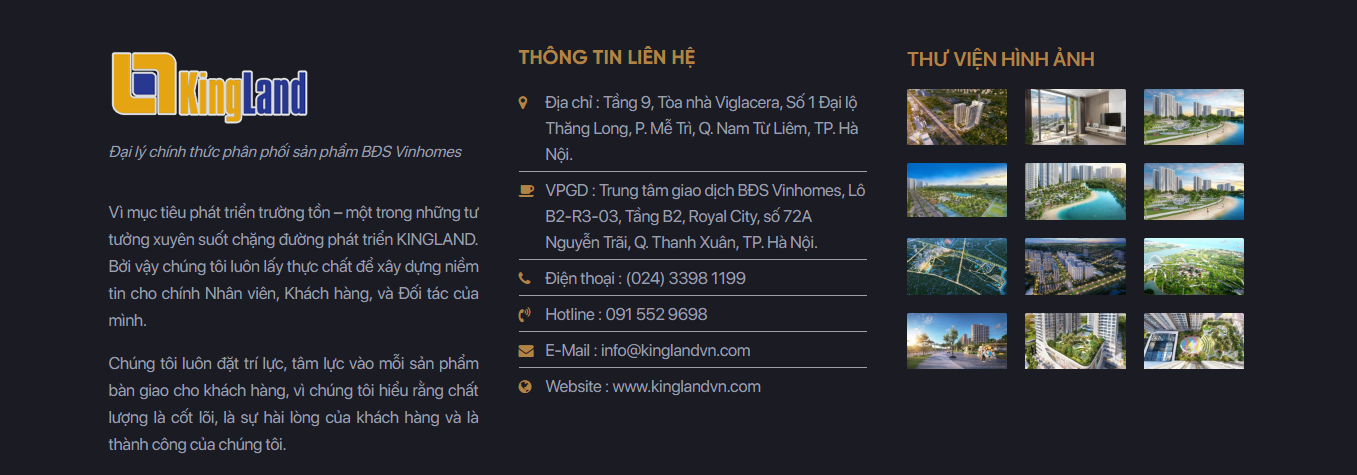 KingLand
Đại lý chính thức phân phối sản phẩm BĐS Vinhomes
Vì mục tiêu phát triển trường tồn – một trong những tư
tưởng xuyên suốt chặng đường phát triển KINGLAND.
Bởi vậy chúng tôi luôn lấy thực chất để xây dựng niềm
tin cho chính Nhân viên, Khách hàng, và Đối tác của
mình.
Chúng tôi luôn đặt trí lực, tâm lực vào mỗi sản phẩm
bàn giao cho khách hàng, vì chúng tôi hiểu rằng chất
lượng là cốt lõi, là sự hài lòng của khách hàng và là
thành công của chúng tôi.
THÔNG TIN LIÊN HỆ
Địa chỉ : Tầng 9, Tòa nhà Viglacera, Số 1 Đại lộ
Thăng Long, P. Mễ Trì, Q. Nam Từ Liêm, TP. Hà
Nội.
VPGD : Trung tâm giao dịch BĐS Vinhomes, Lô
B2-R3-03, Tầng B2, Royal City, số 72A
Nguyễn Trãi, Q. Thanh Xuân, TP. Hà Nội.
Điện thoại : (024) 3398 1199
Hotline : 091 552 9698
E-Mail : info@kinglandvn.com
Website : www.kinglandvn.com
THƯ VIỆN HÌNH ẢNH